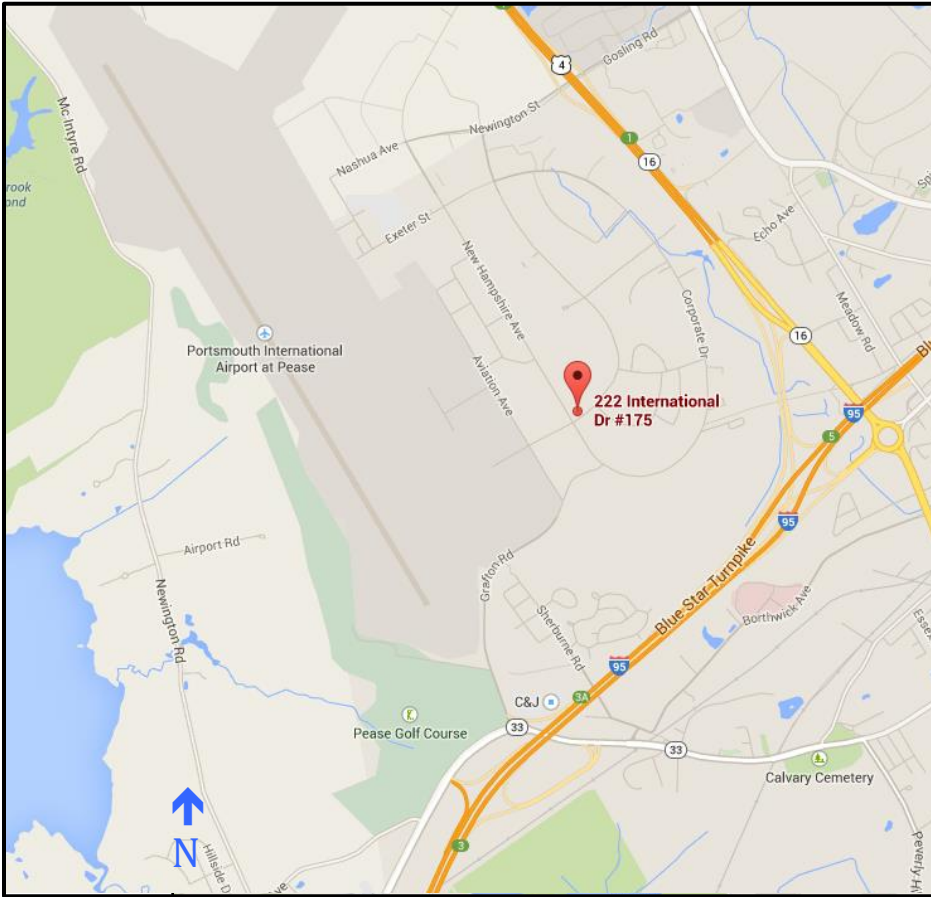 Gosling Rd
4
Newington St
1
16
Mc Intyre Rd
Nashua Ave
rook
ond
Exeter St
Echo Ave
New Hampshire Ave
Corporate Dr
Meadow Rd
16
Portsmouth International
Airport at Pease
Aviation Ave
222 International
Dr #175
95
5
95
Airport Rd
Grafton Rd
Blue Star Turnpike
Newington Rd
Sherburne Rd
Borthwick Ave
Essex
95
3A
C&J
33
Pease Golf Course
33
Calvary Cemetery
N
Hillside D
3
Peverly Hi